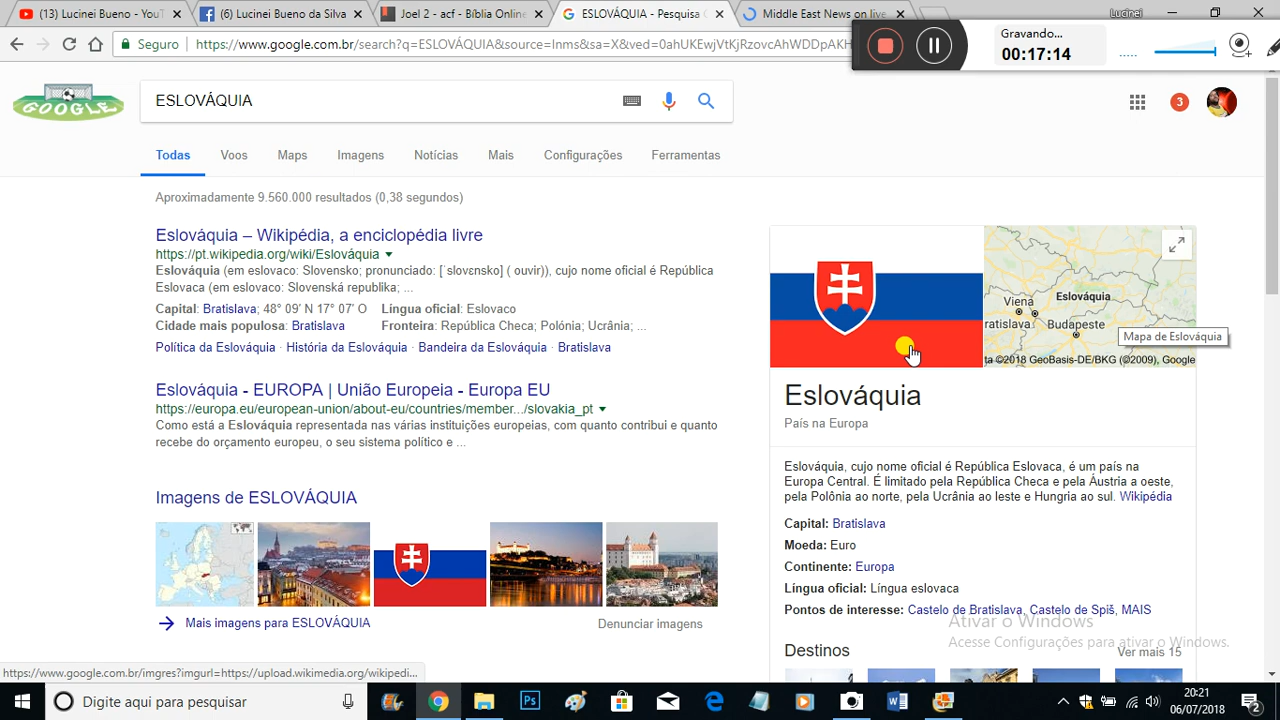 (13) Lucinei Bueno - YouT
(8) Lucinei Bueno da Silva
Joel 2 - acf - Bíblia Online
ESLOVÁQUIA - Pesquisa
Middle East News on live
Lucinei
Seguro
https://www.google.com.br/search?q=ESLOVÁQUIA&source=lnms&sa=X&ved=0ahUKEwjVtKjRzovcAhWDDpAKH
Gravando...
00:17:14
GOOGLE
ESLOVÁQUIA
3
Todas Voos Maps Imagens Notícias Mais Configurações Ferramentas
Aproximadamente 9.560.000 resultados (0,38 segundos)
Eslováquia – Wikipédia, a enciclopédia livre
https://pt.wikipedia.org/wiki/Eslováquia
Eslováquia (em eslovaco: Slovensko; pronunciado: [ˈslovɛnsko] ( ouvir)), cujo nome oficial é República
Eslovaca (em eslovaco: Slovenská republika; ...
Capital: Bratislava; 48° 09′ N 17° 07′ O Língua oficial: Eslovaco
Cidade mais populosa: Bratislava Fronteira: República Checa; Polónia; Ucrânia; ...
Política da Eslováquia · História da Eslováquia · Bandeira da Eslováquia · Bratislava
Eslováquia - EUROPA | União Europeia - Europa EU
https://europa.eu/european-union/about-eu/countries/member.../slovakia_pt
Como está a Eslováquia representada nas várias instituições europeias, com quanto contribui e quanto
recebe do orçamento europeu, o seu sistema político e ...
Imagens de ESLOVÁQUIA
Mais imagens para ESLOVÁQUIA
Denunciar imagens
Viena
Eslováquia
ratislava
Budapeste
Mapa de Eslováquia
ta ©2018 GeoBasis-DE/BKG (©2009), Google
Eslováquia
País na Europa
Eslováquia, cujo nome oficial é República Eslovaca, é um país na
Europa Central. É limitado pela República Checa e pela Áustria a oeste,
pela Polônia ao norte, pela Ucrânia ao leste e Hungria ao sul. Wikipédia
Capital: Bratislava
Moeda: Euro
Continente: Europa
Língua oficial: Língua eslovaca
Pontos de interesse: Castelo de Bratislava, Castelo de Spiš, MAIS
Ativar o Windows
Acesse Configurações para ativar o Windows.
Destinos
Ver mais 15
https://www.google.com.br/imgres?imgurl=https://upload.wikimedia.org/wikipedi...
Digite aqui para pesquisar
Ps
20:21
06/07/2018
2